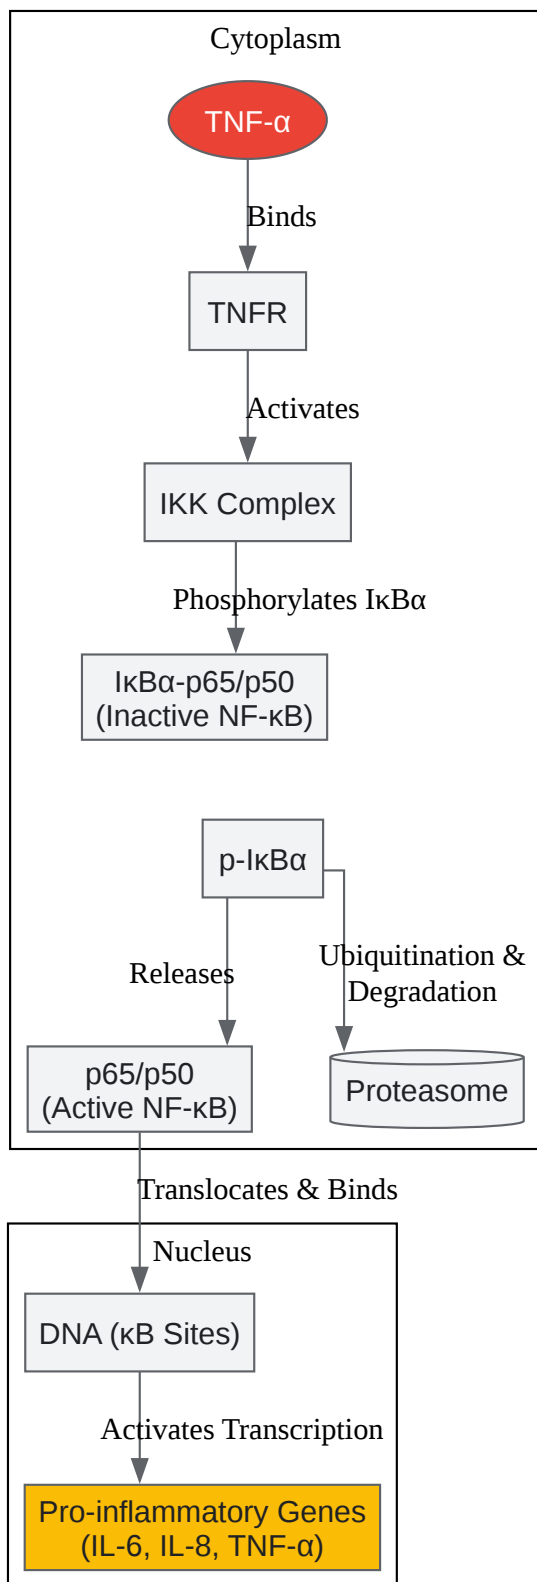 Cytoplasm
TNF-α
Binds
TNFR
Activates
IKK Complex
Phosphorylates IκBα
IκBα-p65/p50
(Inactive NF-κB)
p-IκBα
Releases
Ubiquitination &
Degradation
p65/p50
(Active NF-κB)
Proteasome
Translocates & Binds
Nucleus
DNA (κB Sites)
Activates Transcription
Pro-inflammatory Genes
(IL-6, IL-8, TNF-α)